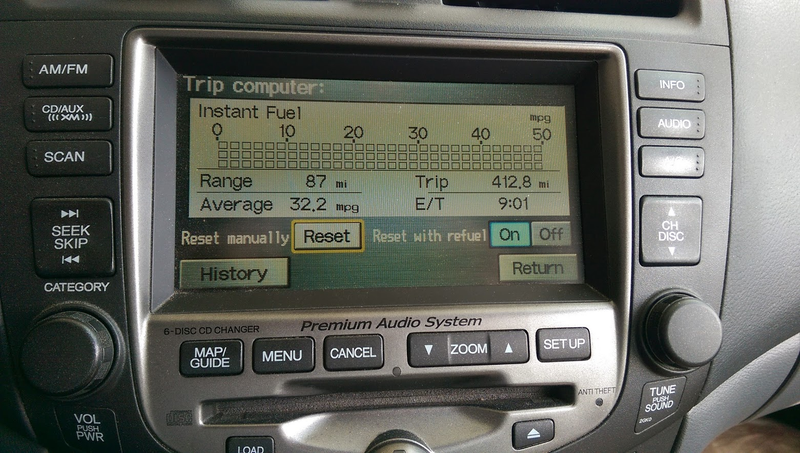 AM/FM
CD/AUX
((XM))
SCAN
SEEK
SKIP
CATEGORY
VOL
PUSH
PWR
Trip computer:
Instant Fuel mpg
0 10 20 30 40 50
Range 87 mi Trip 412.8 mi
Average 32.2 mpg E/T 9:01
Reset manually Reset Reset with refuel On Off
History Return
6-DISC CD CHANGER Premium Audio System
MAP/
GUIDE
MENU
CANCEL
ZOOM
SET UP
ANTI THEFT
LOAD
INFO
AUDIO
CH
DISC
TUNE
PUSH
SOUND